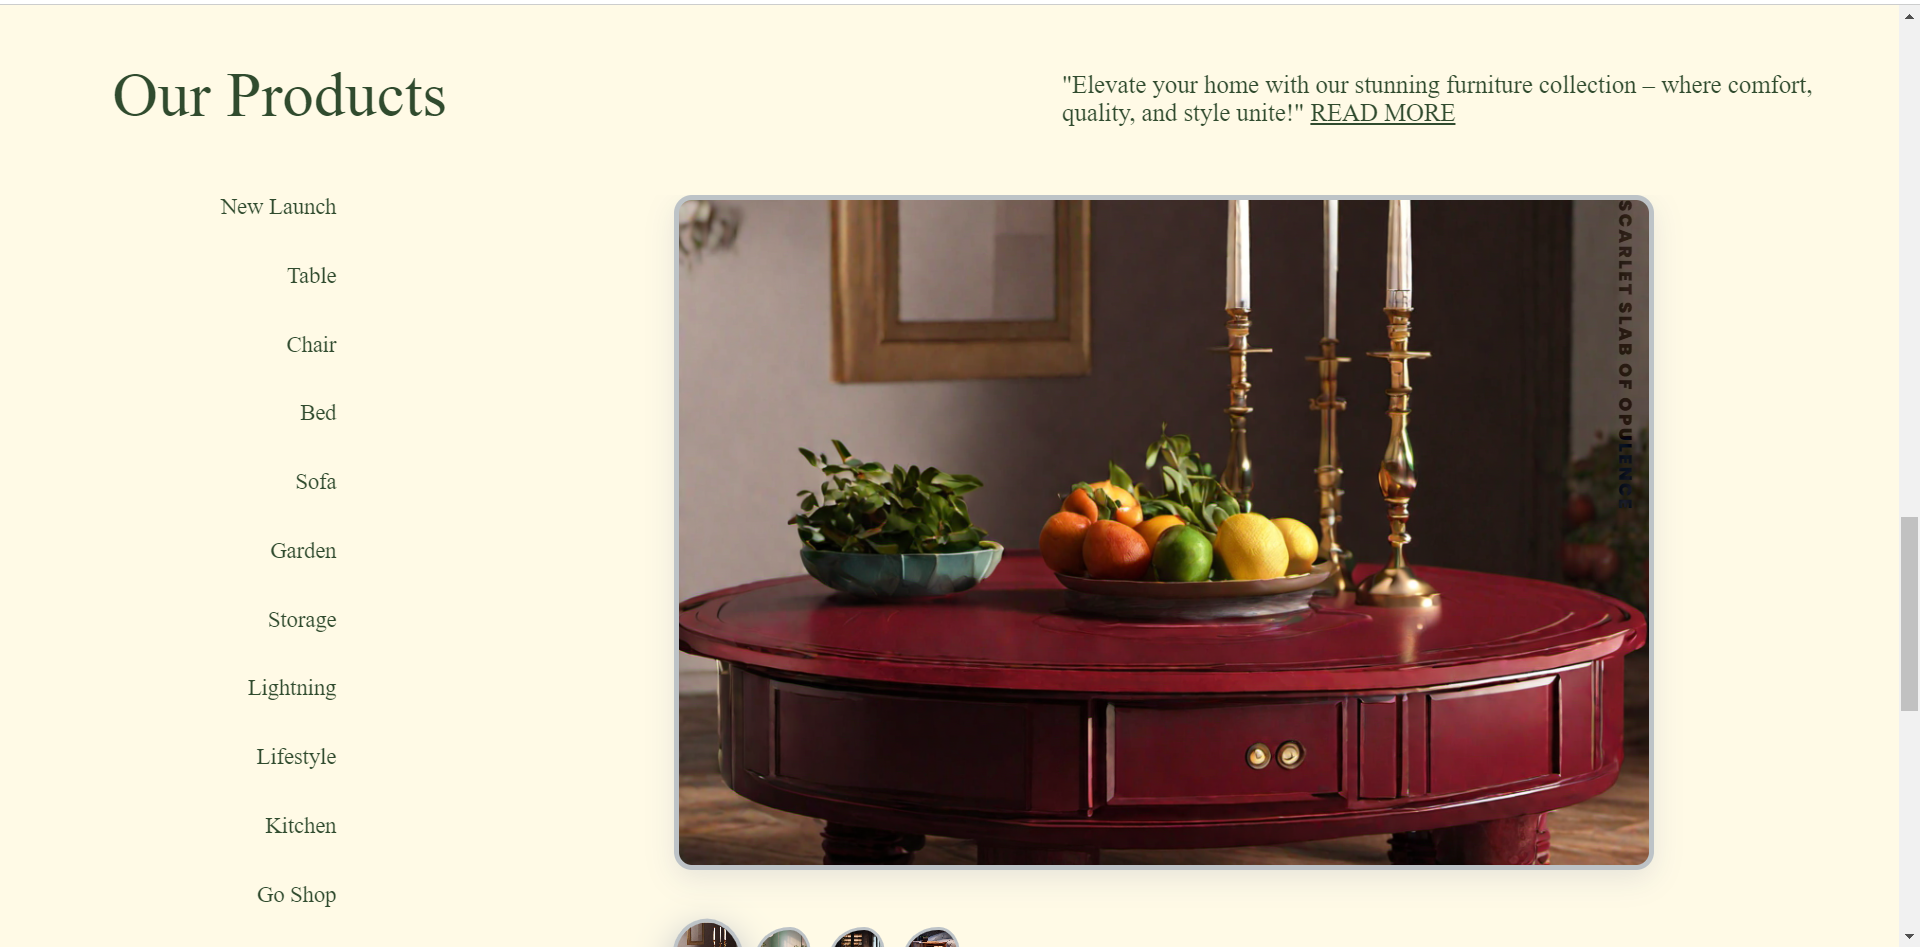 Our Products
"Elevate your home with our stunning furniture collection – where comfort,
quality, and style unite!" READ MORE
New Launch
Table
Chair
Bed
Sofa
Garden
Storage
Lightning
Lifestyle
Kitchen
Go Shop
SCARLET SLAB OF OPULENCE